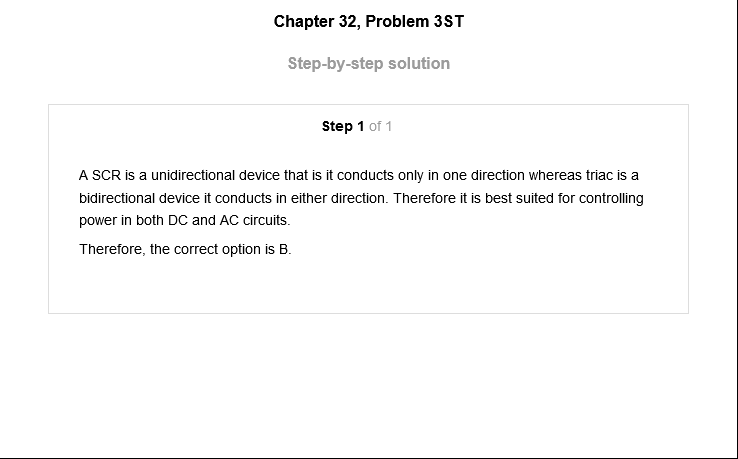 Chapter 32, Problem 3ST
Step-by-step solution
Step 1 of 1
A SCR is a unidirectional device that is it conducts only in one direction whereas triac is a
bidirectional device it conducts in either direction. Therefore it is best suited for controlling
power in both DC and AC circuits.
Therefore, the correct option is B.